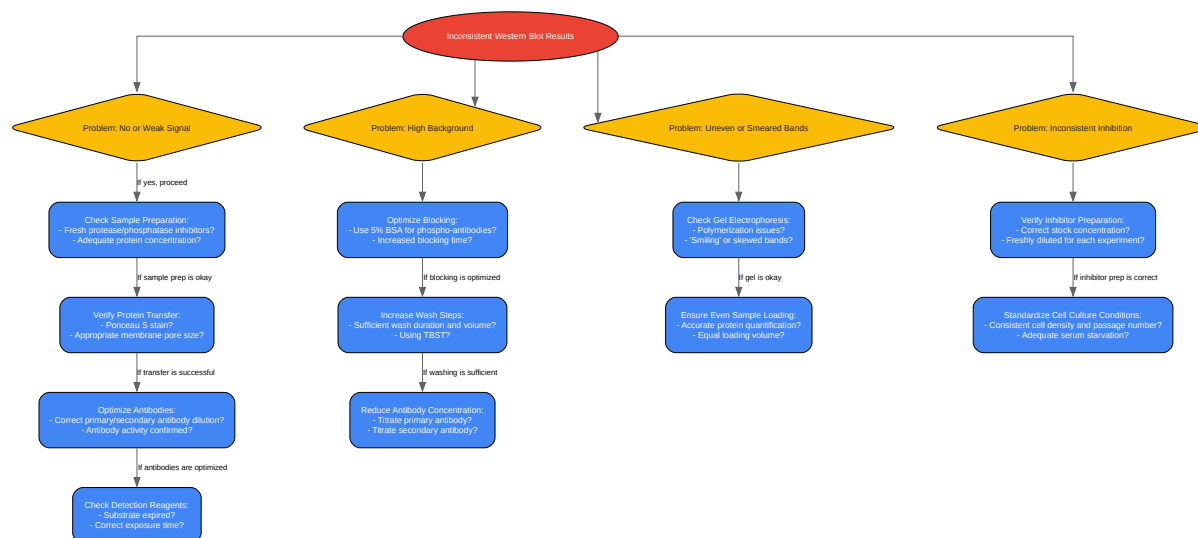 Inconsistent Western Blot Results
Problem: No or Weak Signal
Problem: High Background
Problem: Uneven or Smeared Bands
Problem: Inconsistent Inhibition
If yes, proceed
Check Sample Preparation:
- Fresh protease/phosphatase inhibitors?
- Adequate protein concentration?
If sample prep is okay
Verify Protein Transfer:
- Ponceau S stain?
- Appropriate membrane pore size?
If transfer is successful
Optimize Antibodies:
- Correct primary/secondary antibody dilution?
- Antibody activity confirmed?
If antibodies are optimized
Check Detection Reagents:
- Substrate expired?
- Correct exposure time?
Optimize Blocking:
- Use 5% BSA for phospho-antibodies?
- Increased blocking time?
If blocking is optimized
Increase Wash Steps:
- Sufficient wash duration and volume?
- Using TBST?
If washing is sufficient
Reduce Antibody Concentration:
- Titrate primary antibody?
- Titrate secondary antibody?
Check Gel Electrophoresis:
- Polymerization issues?
- 'Smiling' or skewed bands?
If gel is okay
Ensure Even Sample Loading:
- Accurate protein quantification?
- Equal loading volume?
Verify Inhibitor Preparation:
- Correct stock concentration?
- Freshly diluted for each experiment?
If inhibitor prep is correct
Standardize Cell Culture Conditions:
- Consistent cell density and passage number?
- Adequate serum starvation?